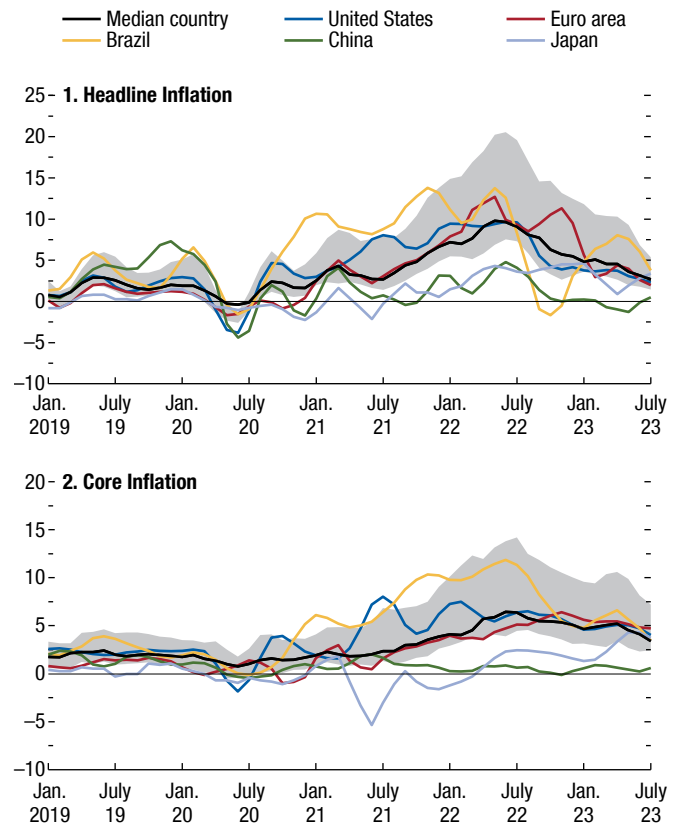 Median country United States Euro area
Brazil China Japan
1. Headline Inflation
25
20
15
10
5
0
–5
–10
Jan. July Jan. July Jan. July Jan. July Jan. July
2019 19 20 20 21 21 22 22 23 23
2. Core Inflation
20
15
10
5
0
–5
–10
Jan. July Jan. July Jan. July Jan. July Jan. July
2019 19 20 20 21 21 22 22 23 23